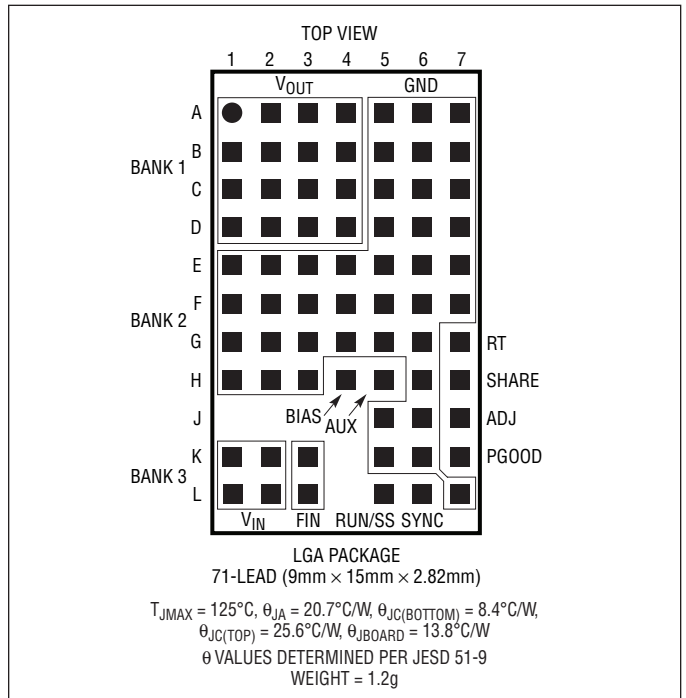 TOP VIEW
1 2 3 4 5 6 7
VOUT GND
A
B
BANK 1
C
D
E
F
BANK 2
G RT
H SHARE
BIAS AUX
J ADJ
K PGOOD
BANK 3
L
VIN FIN RUN/SS SYNC
LGA PACKAGE
71-LEAD (9mm × 15mm × 2.82mm)
TJMAX = 125°C, θJA = 20.7°C/W, θJC(BOTTOM) = 8.4°C/W,
θJC(TOP) = 25.6°C/W, θJBOARD = 13.8°C/W
θ VALUES DETERMINED PER JESD 51-9
WEIGHT = 1.2g